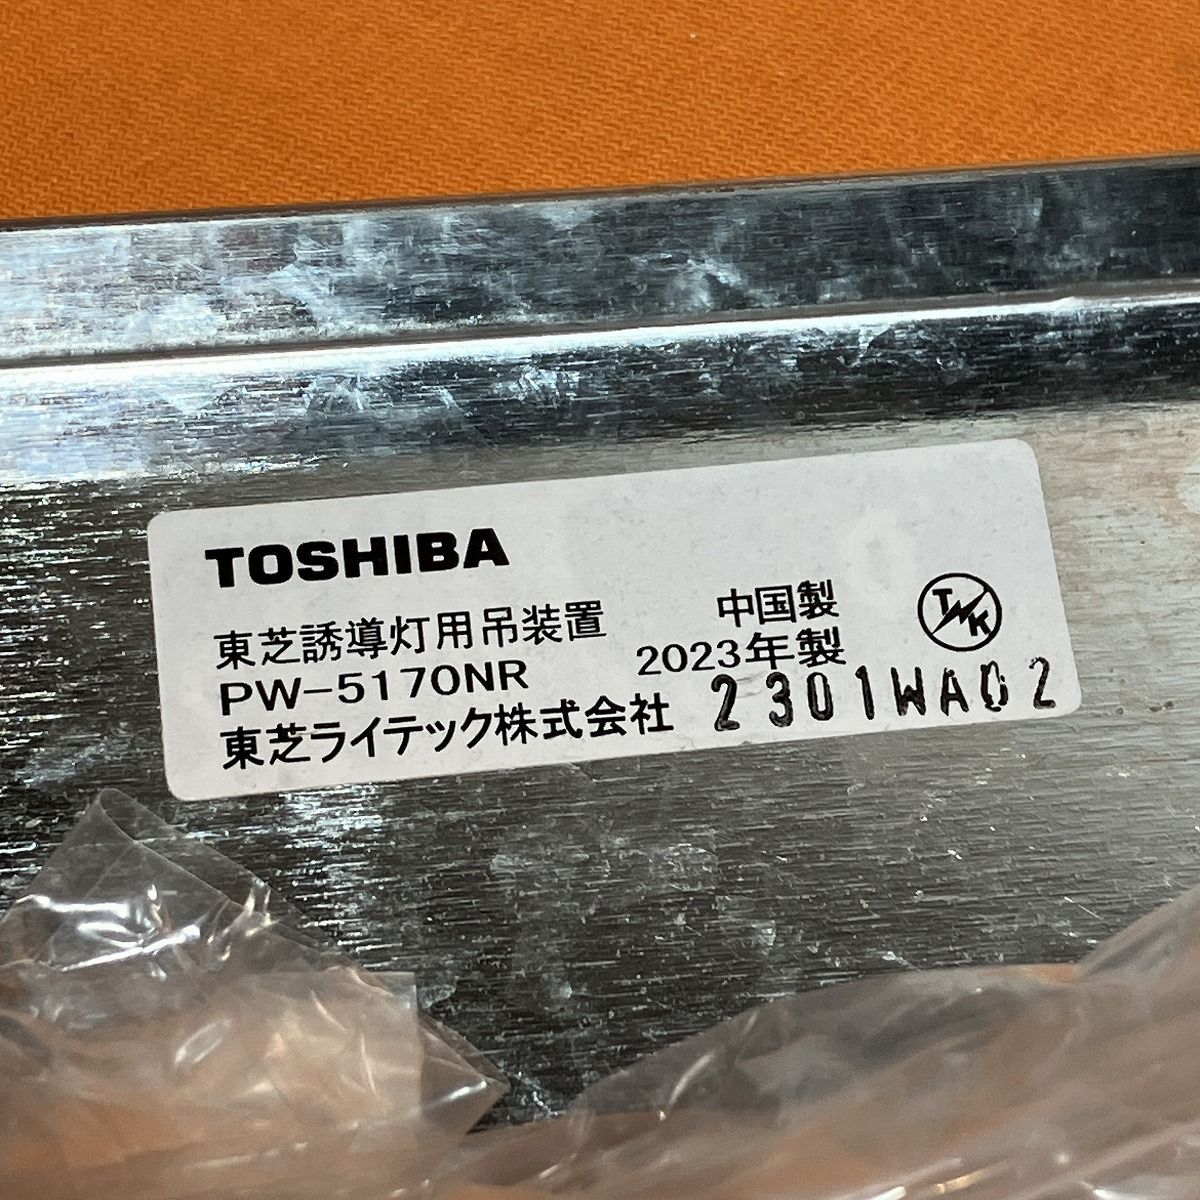 TOSHIBA
東芝誘導灯用吊装置
PW-5170NR
東芝ライテック株式会社
中国製
2023年製
2301WA02
T/K